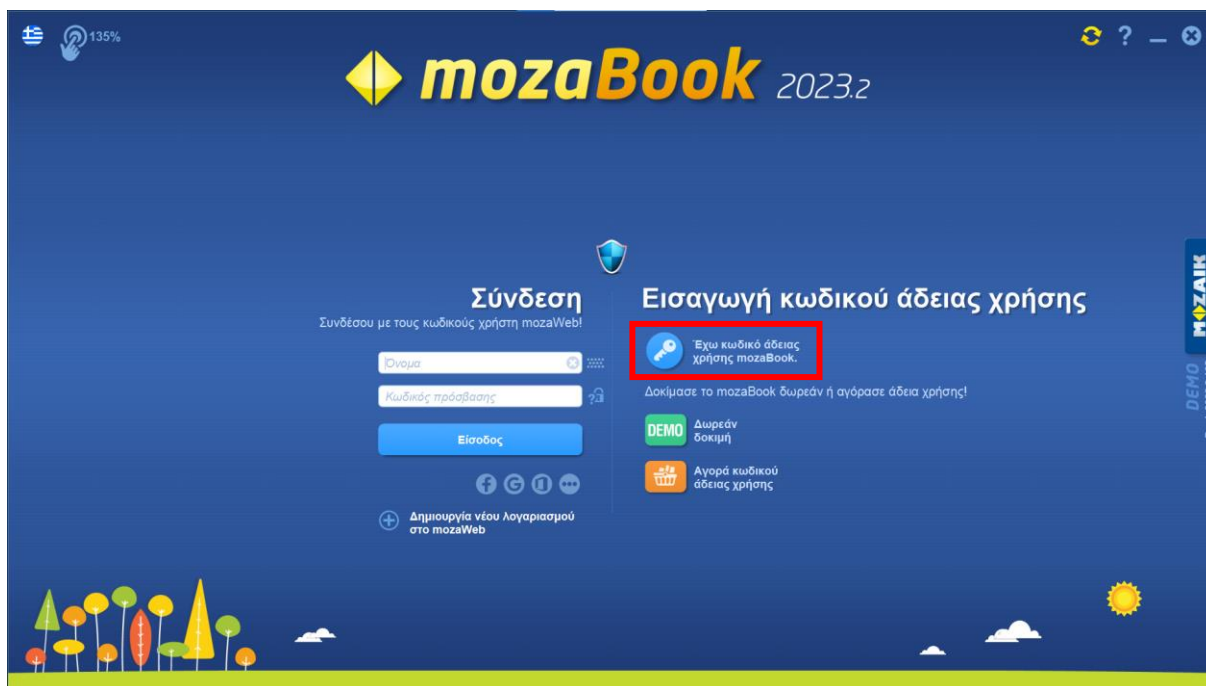 135%
mozaBook 2023.2
Σύνδεση
Συνδέσου με τους κωδικούς χρήστη mozaWeb!
Όνομα
Κωδικός πρόσβασης
Είσοδος
Δημιουργία νέου λογαριασμού
στο mozaWeb
Εισαγωγή κωδικού άδειας χρήσης
Έχω κωδικό άδειας
χρήσης mozaBook.
Δοκίμασε το mozaBook δωρεάν ή αγόρασε άδεια χρήσης!
DEMO
Δωρεάν
δοκιμή
Αγορά κωδικού
άδειας χρήσης
MOZAIK
DEMO